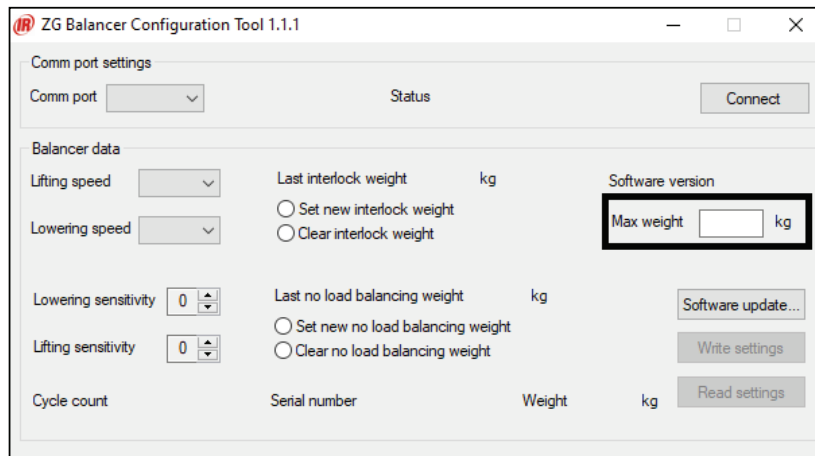 IR ZG Balancer Configuration Tool 1.1.1
Comm port settings
Comm port Status Connect
Balancer data
Lifting speed Last interlock weight kg Software version
Set new interlock weight
Lowering speed Clear interlock weight Max weight kg
Lowering sensitivity 0 Last no load balancing weight kg Software update...
Set new no load balancing weight
Lifting sensitivity 0 Clear no load balancing weight Write settings
Cycle count Serial number Weight kg Read settings